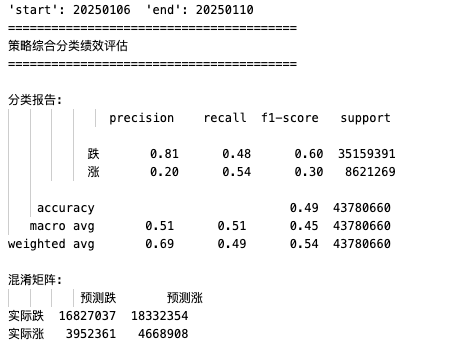 'start': 20250106 'end': 20250110
========================================
策略综合分类绩效评估
========================================
分类报告:
precision recall f1-score support
跌 0.81 0.48 0.60 35159391
涨 0.20 0.54 0.30 8621269
accuracy 0.49 43780660
macro avg 0.51 0.51 0.45 43780660
weighted avg 0.69 0.49 0.54 43780660
混淆矩阵:
预测跌 预测涨
实际跌 16827037 18332354
实际涨 3952361 4668908